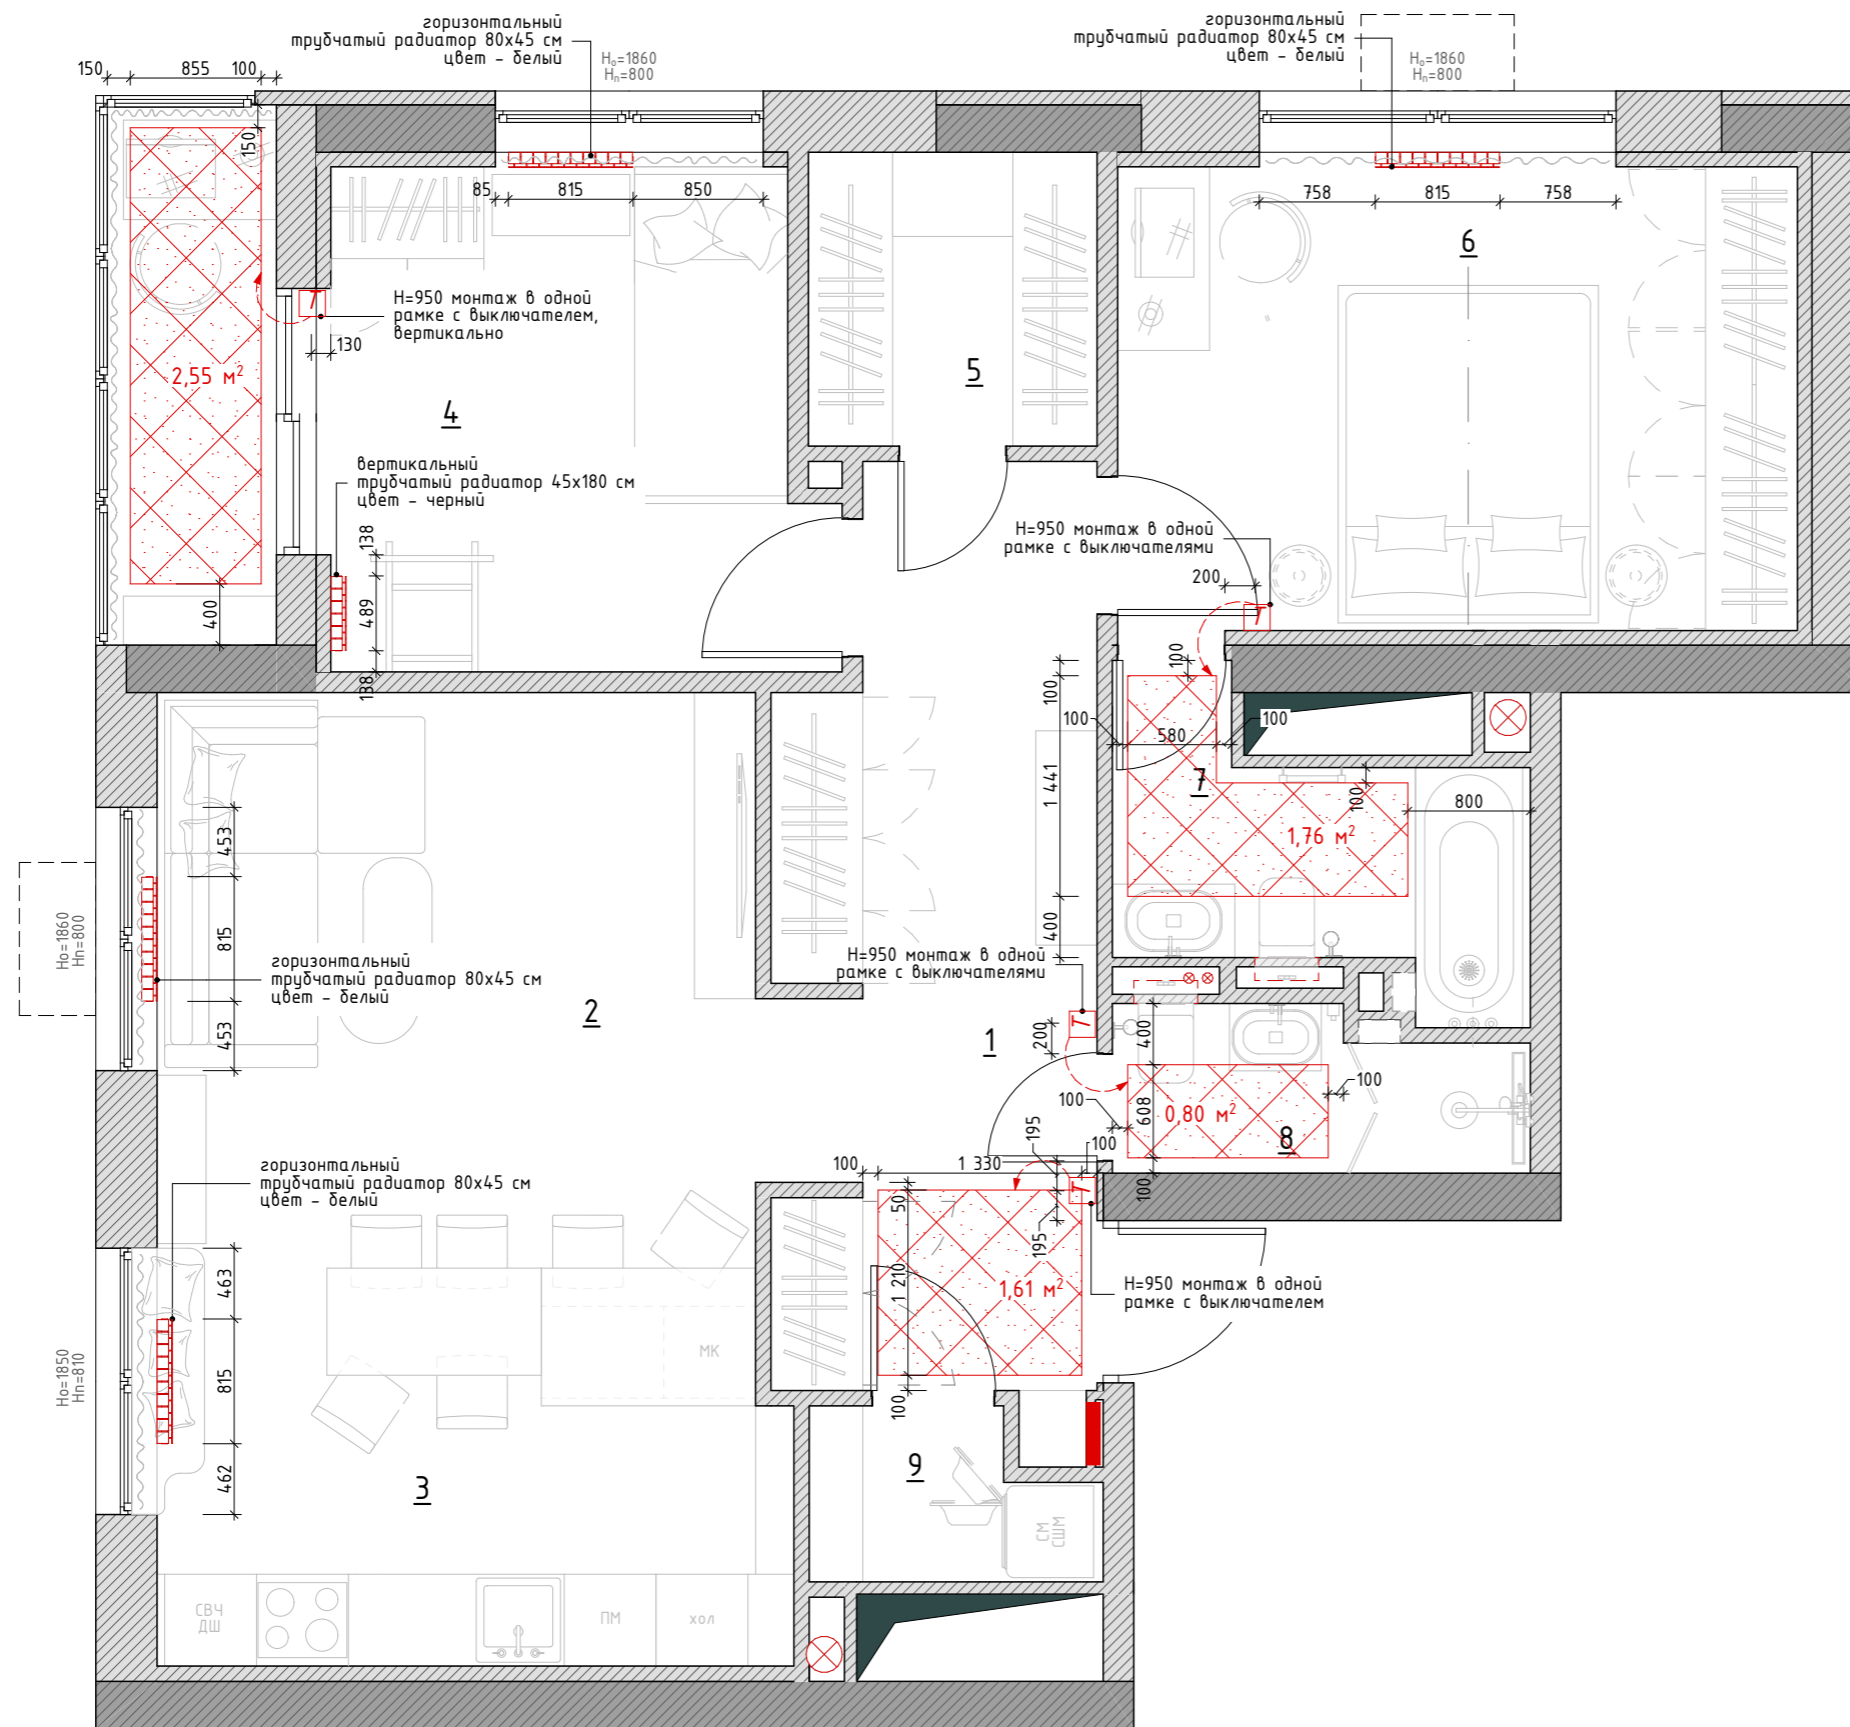 горизонтальный
трубчатый радиатор 80х45 см
цвет - белый
Hо=1860
Hп=800
горизонтальный
трубчатый радиатор 80х45 см
цвет - белый
Hо=1860
Hп=800
150
855
100
150
85
815
850
758
815
758
6
H=950 монтаж в одной
рамке с выключателем,
вертикально
130
2,55 м²
4
5
вертикальный
трубчатый радиатор 45х180 см
цвет - черный
138
489
138
400
H=950 монтаж в одной
рамке с выключателями
200
100
100
100
580
100
7
1 441
100
800
1,76 м²
400
453
815
453
Hо=1860
Hп=800
горизонтальный
трубчатый радиатор 80х45 см
цвет - белый
2
H=950 монтаж в одной
рамке с выключателями
200
1
400
100
608
100
0,80 м²
8
100
195
100
1 330
100
50
195
1 210
1,61 м²
100
H=950 монтаж в одной
рамке с выключателем
горизонтальный
трубчатый радиатор 80х45 см
цвет - белый
463
815
462
Hо=1850
Hп=810
МК
3
9
СМ
СШМ
СВЧ
ДШ
ПМ
хол
Т
Т
Т
Т